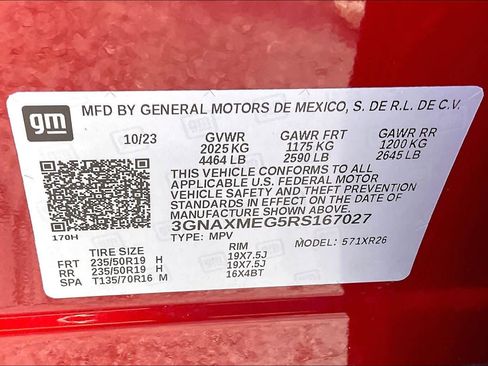 gm
MFD BY GENERAL MOTORS DE MEXICO, S. DE R.L. DE C.V.
10/23 GVWR GAWR FRT GAWR RR
2025 KG 1175 KG 1200 KG
4464 LB 2590 LB 2645 LB
THIS VEHICLE CONFORMS TO ALL
APPLICABLE U.S. FEDERAL MOTOR
VEHICLE SAFETY AND THEFT PREVENTION
STANDARDS IN EFFECT ON THE DATE OF
MANUFACTURE SHOWN ABOVE.
3GNAXMEG5RS167027
170H TYPE: MPV MODEL: 571XR26
TIRE SIZE RIM
FRT 235/50R19 H 19X7.5J
RR 235/50R19 H 19X7.5J
SPA T135/70R16 M 16X4BT